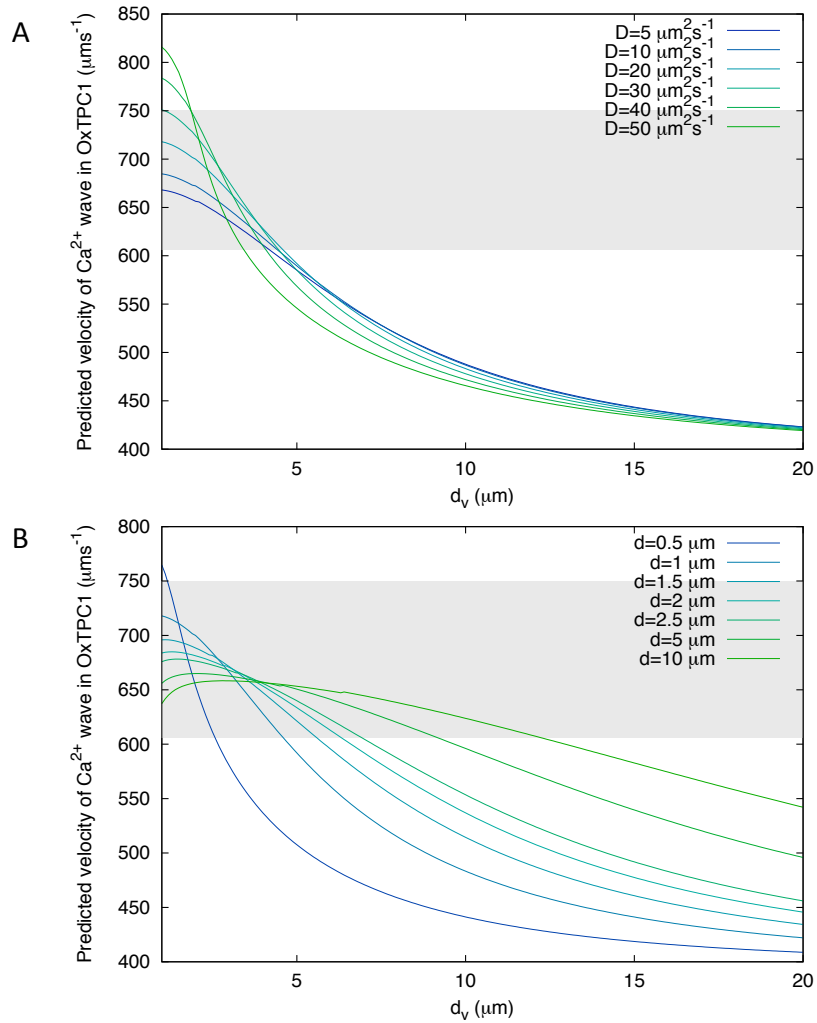 A
Predicted velocity of Ca²⁺ wave in OxTPC1 (μms⁻¹)
850
800
750
700
650
600
550
500
450
400
D=5 μm²s⁻¹
D=10 μm²s⁻¹
D=20 μm²s⁻¹
D=30 μm²s⁻¹
D=40 μm²s⁻¹
D=50 μm²s⁻¹
5 10 15 20
dᵥ (μm)
B
Predicted velocity of Ca²⁺ wave in OxTPC1 (μms⁻¹)
800
750
700
650
600
550
500
450
400
d=0.5 μm
d=1 μm
d=1.5 μm
d=2 μm
d=2.5 μm
d=5 μm
d=10 μm
5 10 15 20
dᵥ (μm)